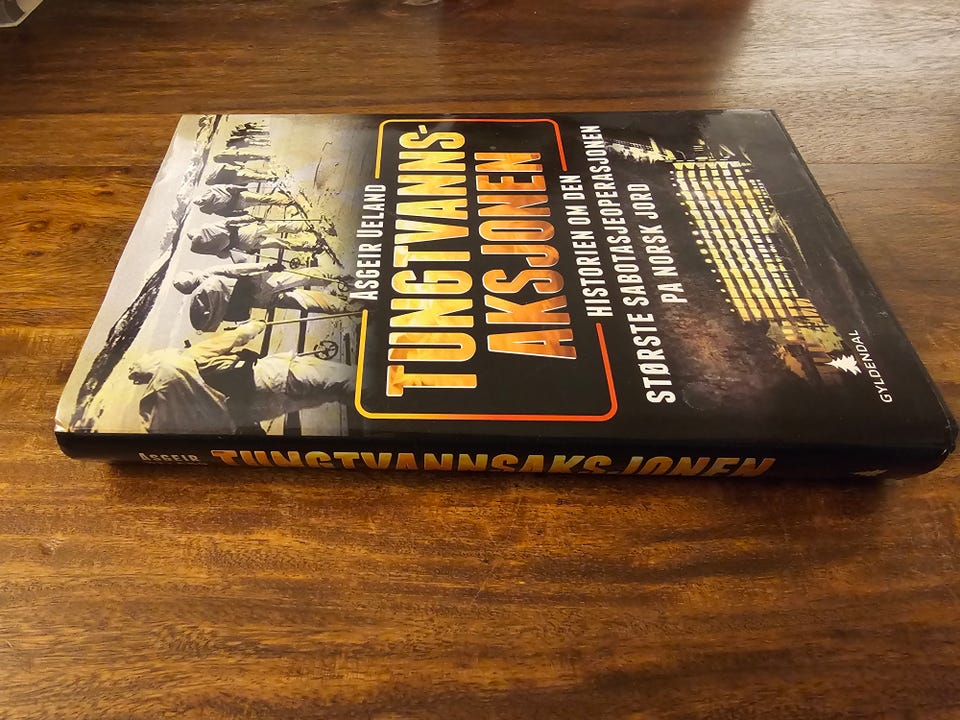 ASGEIR UELAND
TUNGTVANNS-
AKSJONEN
HISTORIEN OM DEN
STØRSTE SABOTASJEOPERASJONEN
PÅ NORSK JORD
GYLDENDAL
ASGEIR
TUNGTVANNSAKSJONEN